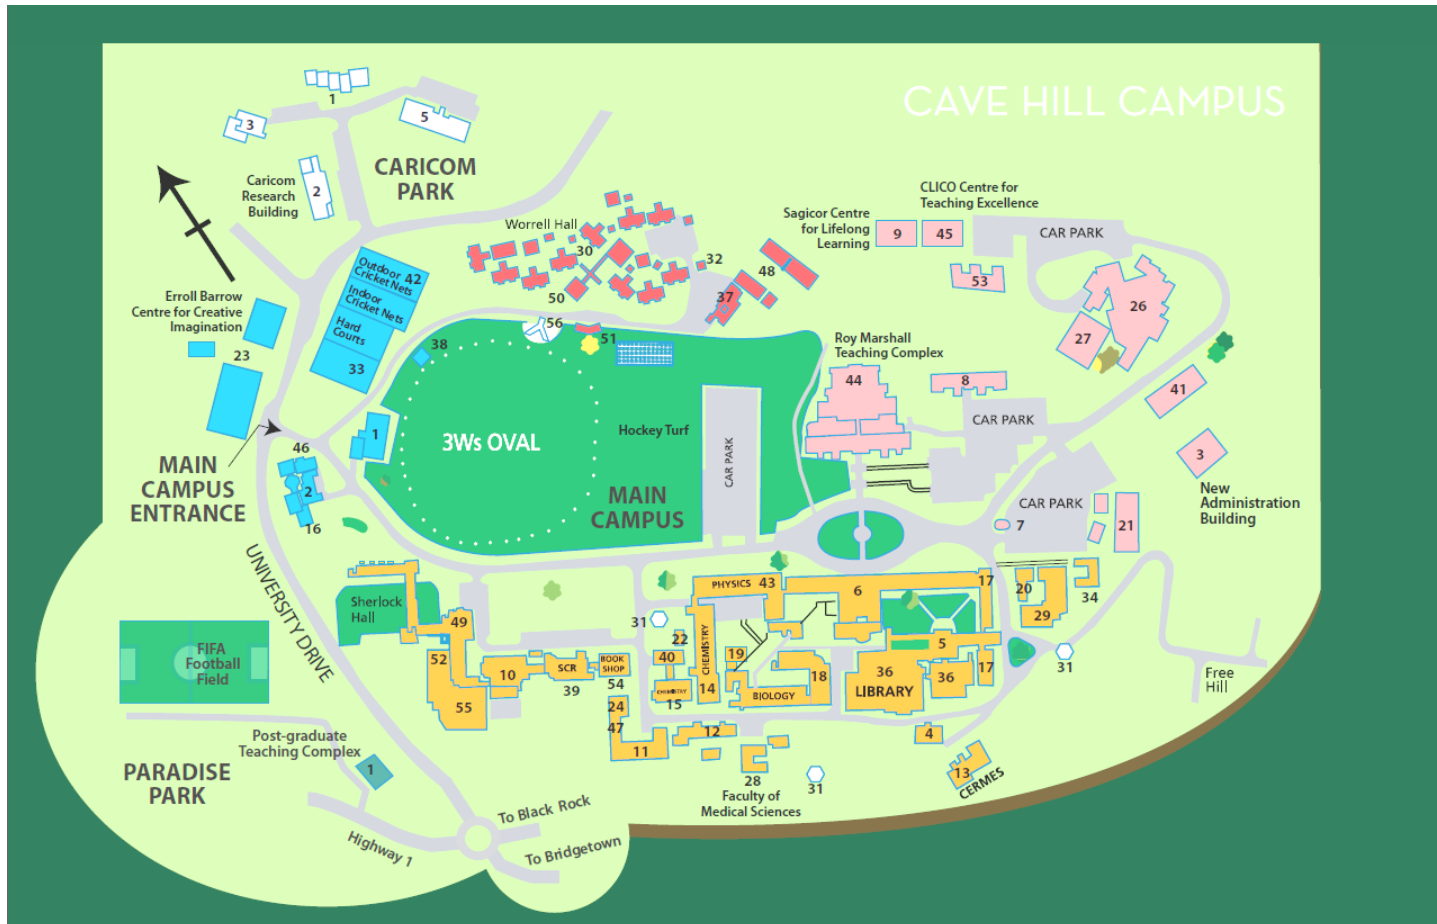 CAVE HILL CAMPUS
1
3
5
CARICOM
PARK
Caricom
Research
Building
2
Worrell Hall
30
50
32
48
37
56
51
Sagicor Centre
for Lifelong
Learning
9
CLICO Centre for
Teaching Excellence
45
CAR PARK
53
26
27
Outdoor
Cricket Nets
42
Indoor
Cricket Nets
Hard
Courts
33
38
Erroll Barrow
Centre for Creative
Imagination
23
Roy Marshall
Teaching Complex
44
8
41
CAR PARK
3
New
Administration
Building
1
3Ws OVAL
Hockey Turf
CAR PARK
MAIN
CAMPUS
MAIN
CAMPUS
ENTRANCE
46
2
16
CAR PARK
7
21
UNIVERSITY DRIVE
Sherlock
Hall
49
52
55
10
SCR
39
BOOK
SHOP
54
24
47
11
31
22
40
CHEMISTRY
15
PHYSICS
43
CHEMISTRY
14
19
BIOLOGY
18
12
6
17
5
36
LIBRARY
36
17
20
29
34
31
4
13
CERMES
28
Faculty of
Medical Sciences
31
Free
Hill
FIFA
Football
Field
Post-graduate
Teaching Complex
1
PARADISE
PARK
Highway 1
To Black Rock
To Bridgetown